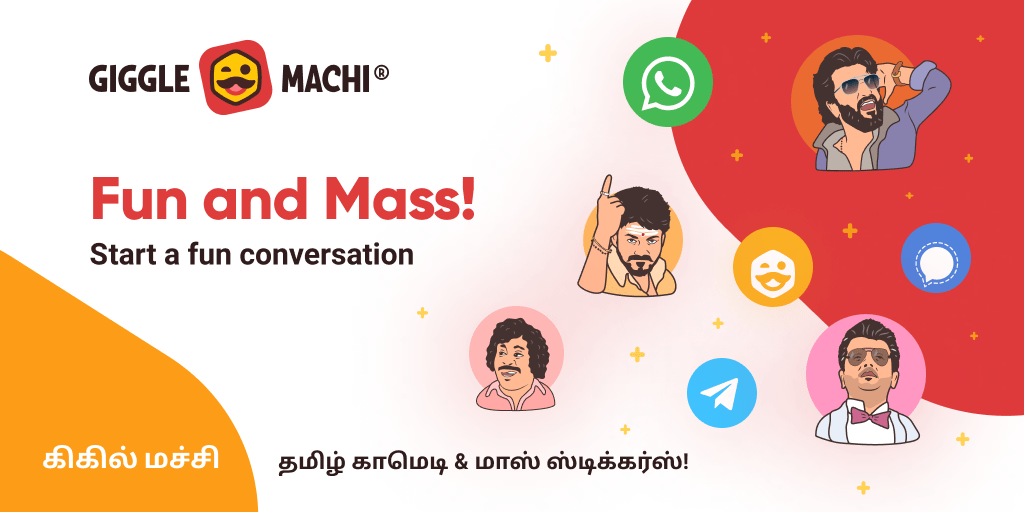 GIGGLE MACHI®
Fun and Mass!
Start a fun conversation
கிகில் மச்சி
தமிழ் காமெடி & மாஸ் ஸ்டிக்கர்ஸ்!